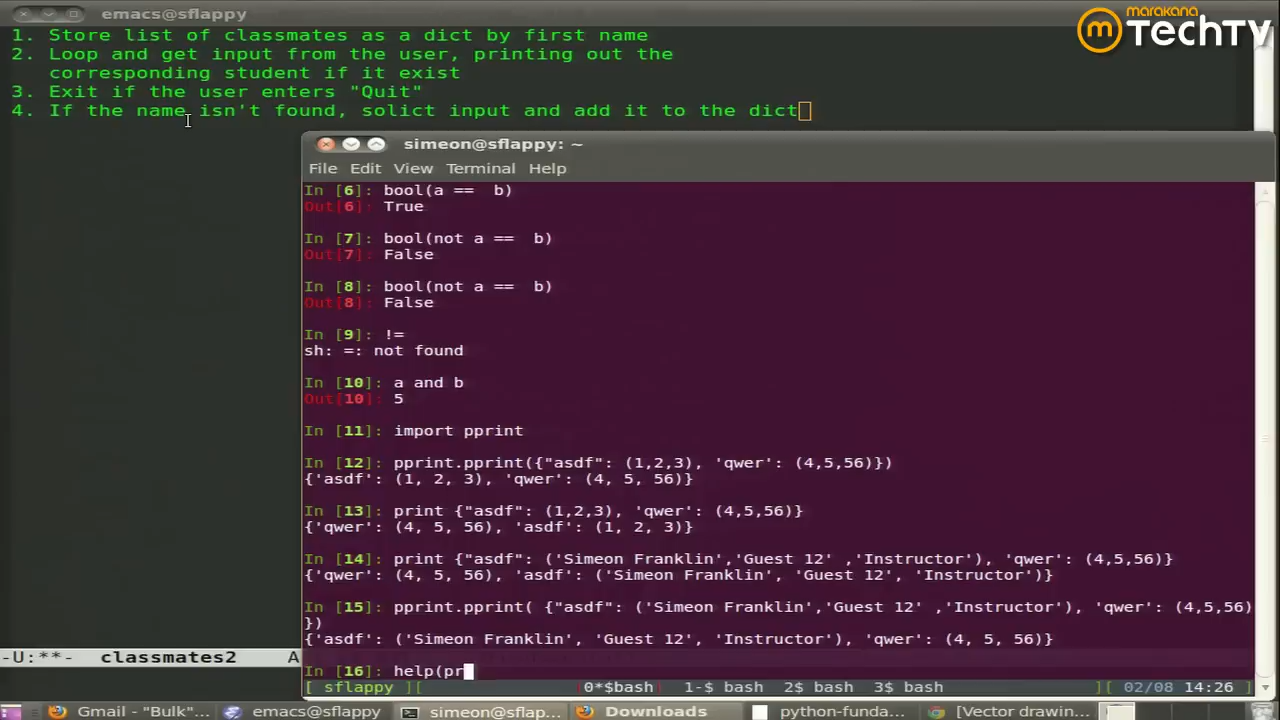 emacs@sflappy
marakana
TechTV
1. Store list of classmates as a dict by first name
2. Loop and get input from the user, printing out the
corresponding student if it exist
3. Exit if the user enters "Quit"
4. If the name isn't found, solict input and add it to the dict
simeon@sflappy: ~
File Edit View Terminal Help
In [6]: bool(a ==  b)
Out[6]: True
In [7]: bool(not a ==  b)
Out[7]: False
In [8]: bool(not a ==  b)
Out[8]: False
In [9]: !=
sh: =: not found
In [10]: a and b
Out[10]: 5
In [11]: import pprint
In [12]: pprint.pprint({"asdf": (1,2,3), 'qwer': (4,5,56)})
{'asdf': (1, 2, 3), 'qwer': (4, 5, 56)}
In [13]: print {"asdf": (1,2,3), 'qwer': (4,5,56)}
{'qwer': (4, 5, 56), 'asdf': (1, 2, 3)}
In [14]: print {"asdf": ('Simeon Franklin','Guest 12' ,'Instructor'), 'qwer': (4,5,56)}
{'qwer': (4, 5, 56), 'asdf': ('Simeon Franklin', 'Guest 12', 'Instructor')}
In [15]: pprint.pprint( {"asdf": ('Simeon Franklin','Guest 12' ,'Instructor'), 'qwer': (4,5,56)
})
{'asdf': ('Simeon Franklin', 'Guest 12', 'Instructor'), 'qwer': (4, 5, 56)}
In [16]: help(pr
-U:**-  classmates2   A
[ sflappy ][ 0*$bash) 1-$ bash 2$ bash 3$ bash ][ 02/08 14:26 ]
Gmail - "Bulk"... emacs@sflappy simeon@sflap... Downloads python-funda... [Vector drawin...